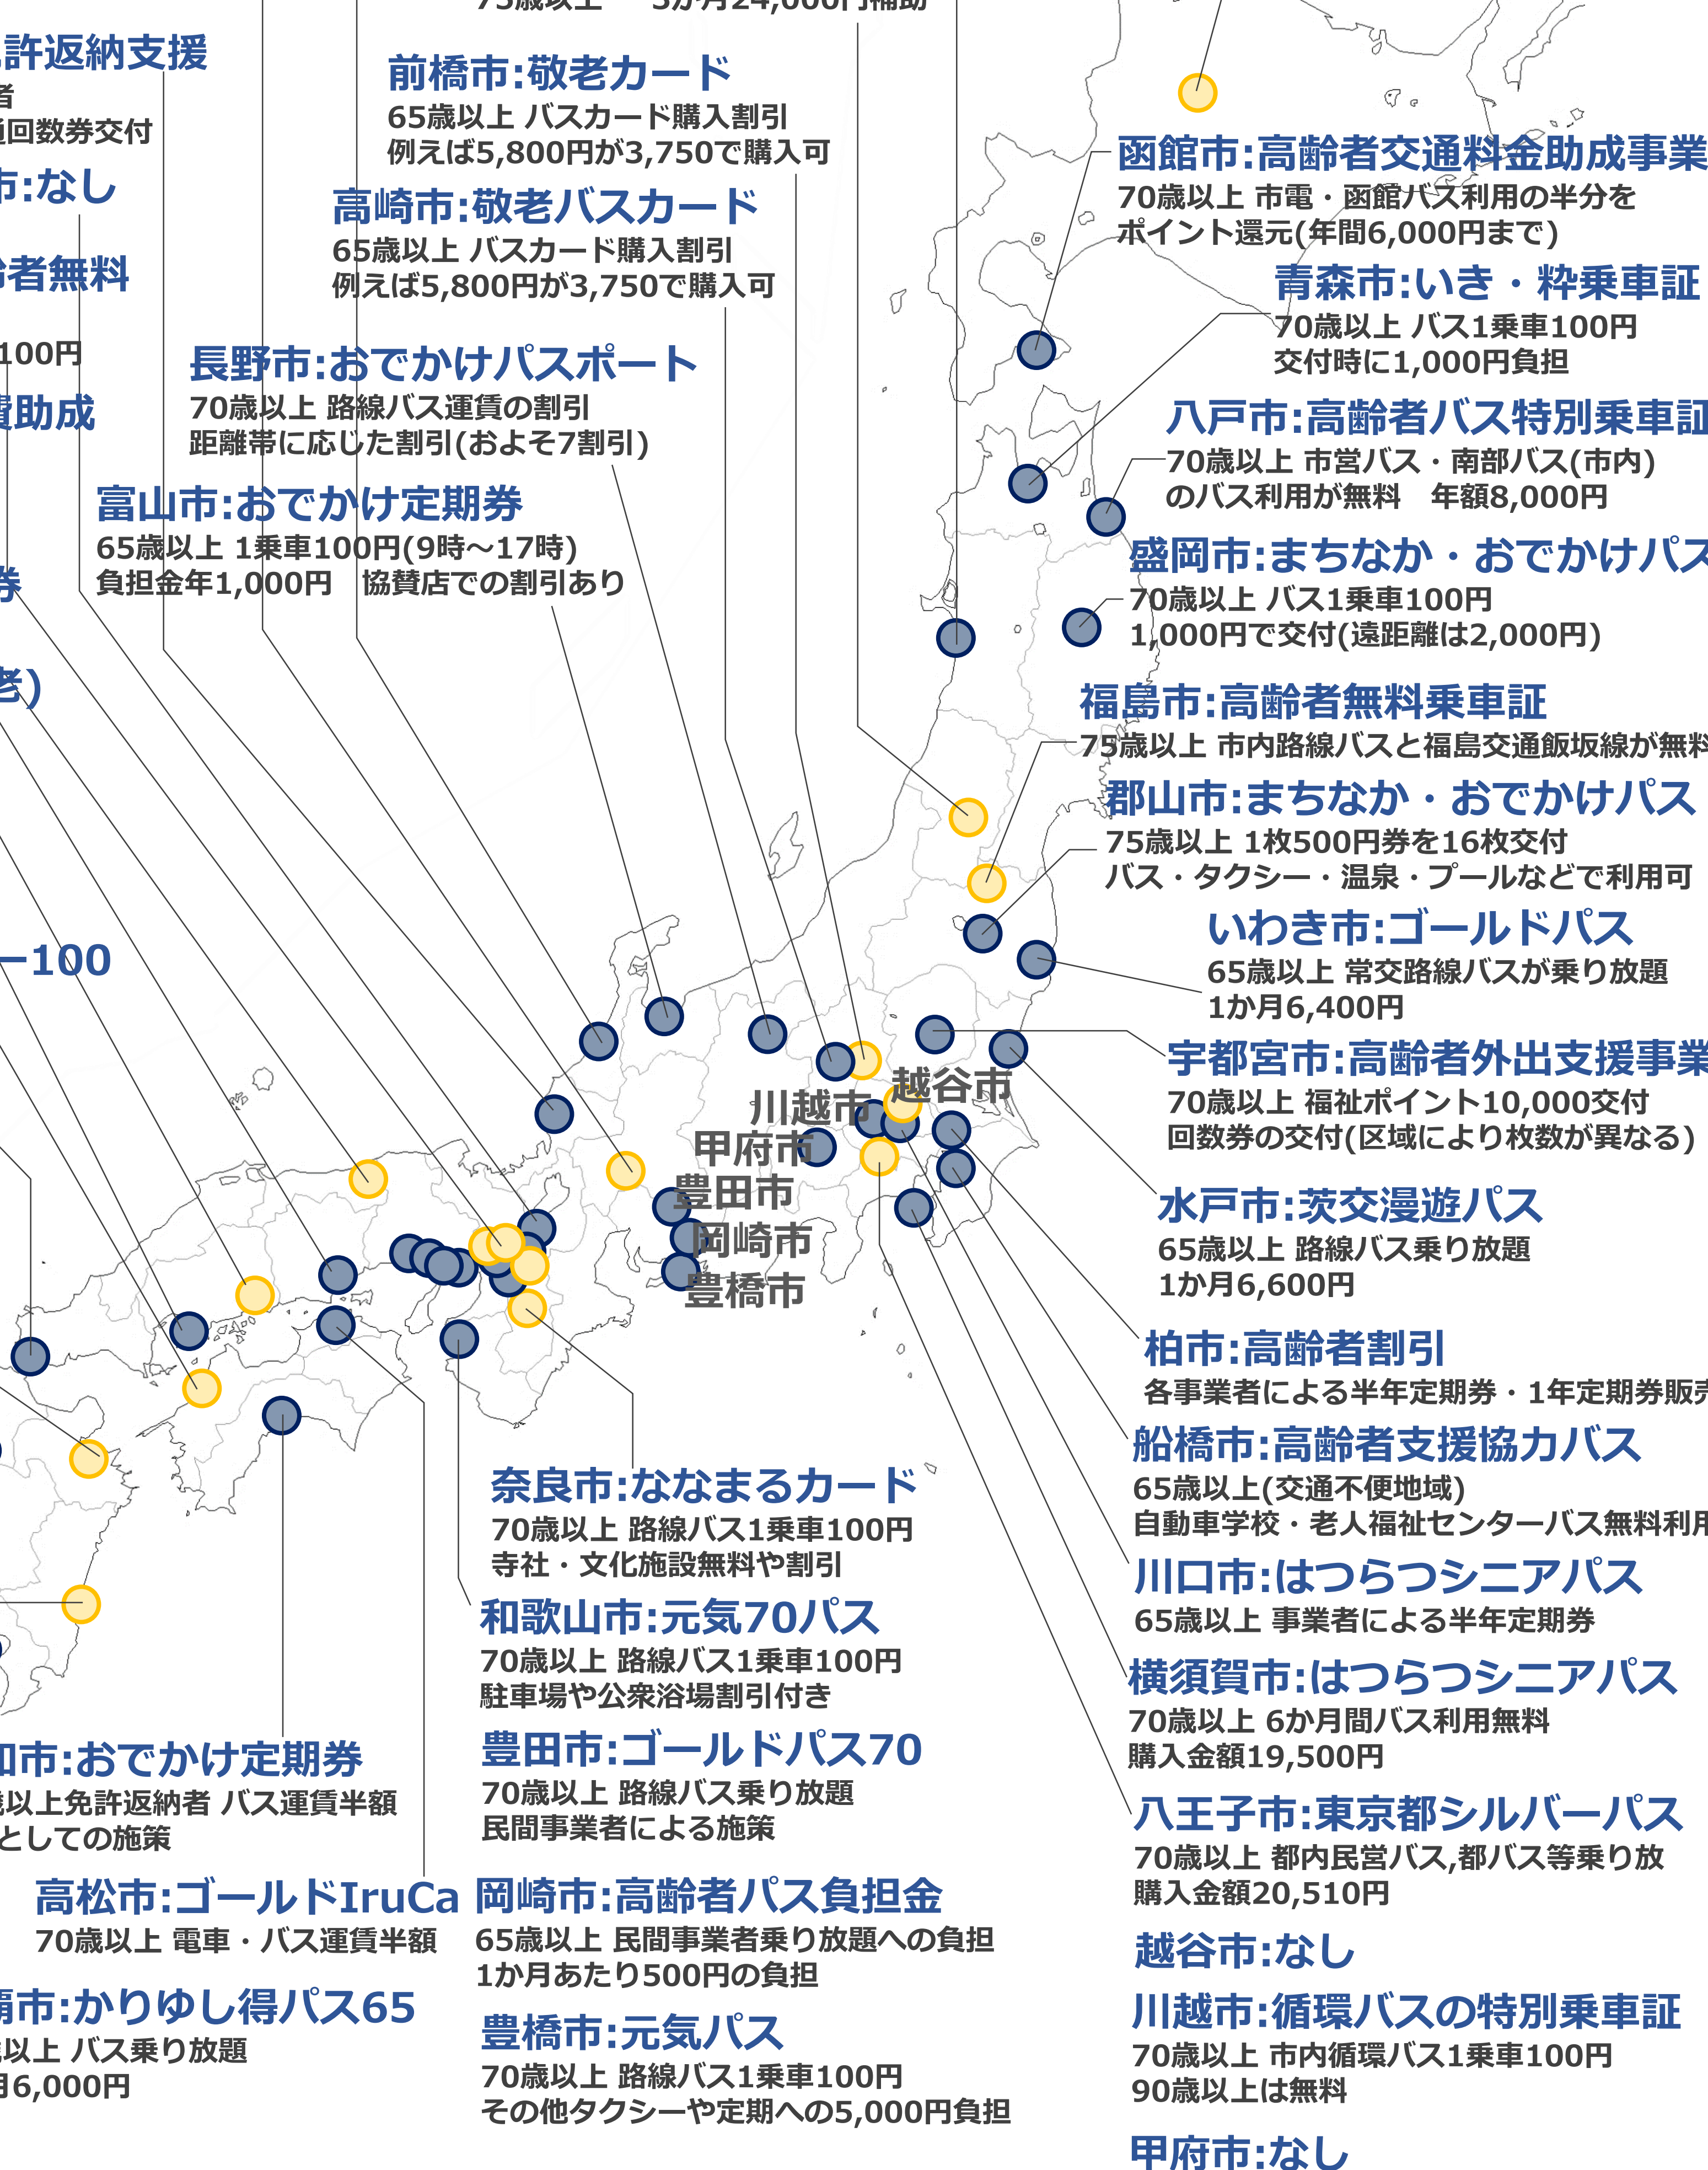 75歳以上　3か月24,000円補助
許返納支援
者
通回数券交付
市:なし
齢者無料
100円
費助成
券
老)
ー100
前橋市:敬老カード
65歳以上 バスカード購入割引
例えば5,800円が3,750で購入可
高崎市:敬老バスカード
65歳以上 バスカード購入割引
例えば5,800円が3,750で購入可
長野市:おでかけパスポート
70歳以上 路線バス運賃の割引
距離帯に応じた割引(およそ7割引)
富山市:おでかけ定期券
65歳以上 1乗車100円(9時～17時)
負担金年1,000円　協賛店での割引あり
函館市:高齢者交通料金助成事業
70歳以上 市電・函館バス利用の半分を
ポイント還元(年間6,000円まで)
青森市:いき・粋乗車証
70歳以上 バス1乗車100円
交付時に1,000円負担
八戸市:高齢者バス特別乗車証
70歳以上 市営バス・南部バス(市内)
のバス利用が無料　年額8,000円
盛岡市:まちなか・おでかけパス
70歳以上 バス1乗車100円
1,000円で交付(遠距離は2,000円)
福島市:高齢者無料乗車証
75歳以上 市内路線バスと福島交通飯坂線が無料
郡山市:まちなか・おでかけパス
75歳以上 1枚500円券を16枚交付
バス・タクシー・温泉・プールなどで利用可
いわき市:ゴールドパス
65歳以上 常交路線バスが乗り放題
1か月6,400円
宇都宮市:高齢者外出支援事業
70歳以上 福祉ポイント10,000交付
回数券の交付(区域により枚数が異なる)
水戸市:茨交漫遊パス
65歳以上 路線バス乗り放題
1か月6,600円
柏市:高齢者割引
各事業者による半年定期券・1年定期券販売
船橋市:高齢者支援協力バス
65歳以上(交通不便地域)
自動車学校・老人福祉センターバス無料利用
川口市:はつらつシニアパス
65歳以上 事業者による半年定期券
横須賀市:はつらつシニアパス
70歳以上 6か月間バス利用無料
購入金額19,500円
八王子市:東京都シルバーパス
70歳以上 都内民営バス,都バス等乗り放
購入金額20,510円
越谷市:なし
川越市:循環バスの特別乗車証
70歳以上 市内循環バス1乗車100円
90歳以上は無料
甲府市:なし
越谷市
川越市
甲府市
豊田市
岡崎市
豊橋市
奈良市:ななまるカード
70歳以上 路線バス1乗車100円
寺社・文化施設無料や割引
和歌山市:元気70パス
70歳以上 路線バス1乗車100円
駐車場や公衆浴場割引付き
豊田市:ゴールドパス70
70歳以上 路線バス乗り放題
民間事業者による施策
岡崎市:高齢者パス負担金
65歳以上 民間事業者乗り放題への負担
1か月あたり500円の負担
豊橋市:元気パス
70歳以上 路線バス1乗車100円
その他タクシーや定期への5,000円負担
知市:おでかけ定期券
歳以上免許返納者 バス運賃半額
としての施策
高松市:ゴールドIruCa
70歳以上 電車・バス運賃半額
覇市:かりゆし得パス65
歳以上 バス乗り放題
月6,000円